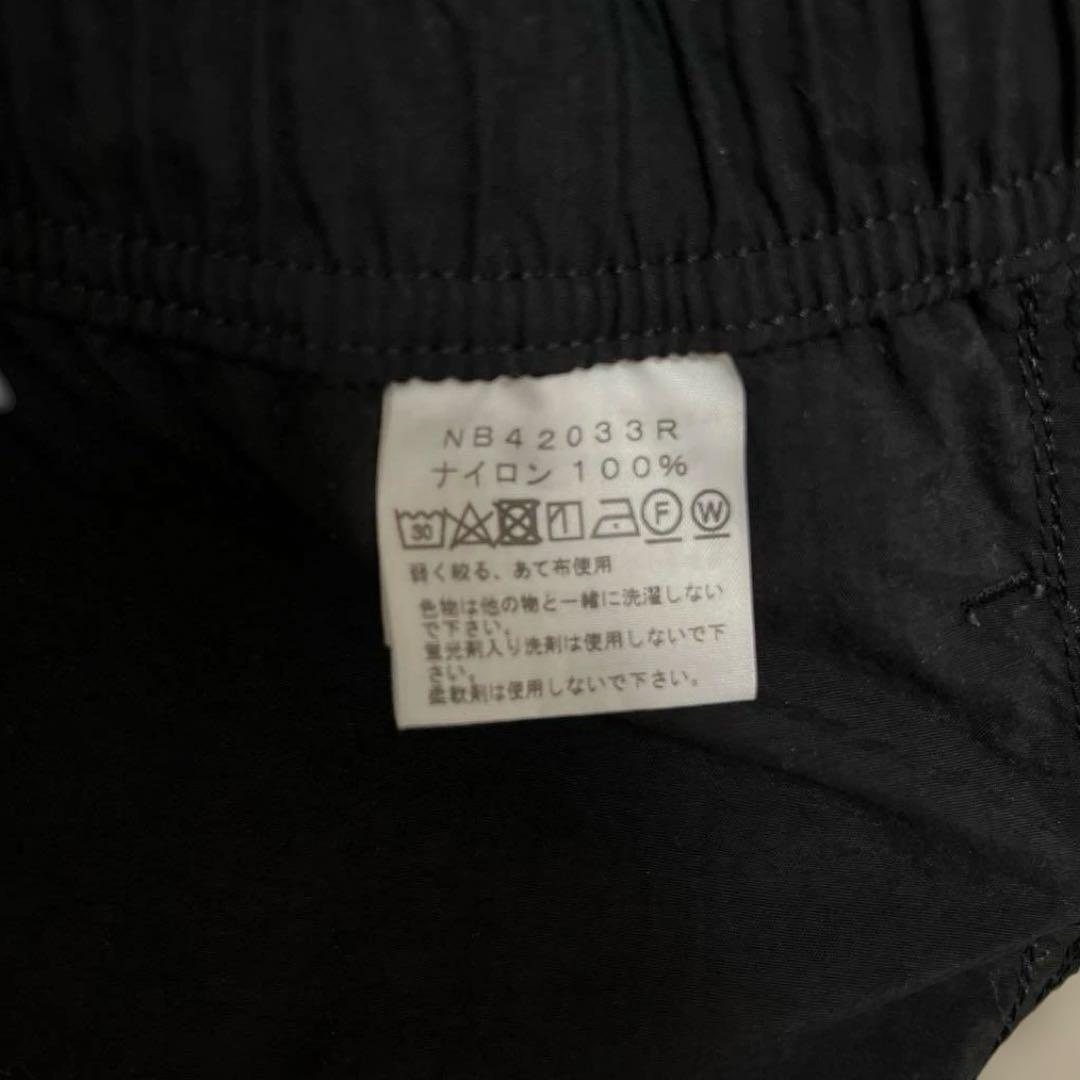 NB42033R
ナイロン 100%
30 F W
弱く絞る、あて布使用
色物は他の物と一緒に洗濯しない
で下さい。
蛍光剤入り洗剤は使用しないで下
さい。
柔軟剤は使用しないで下さい。